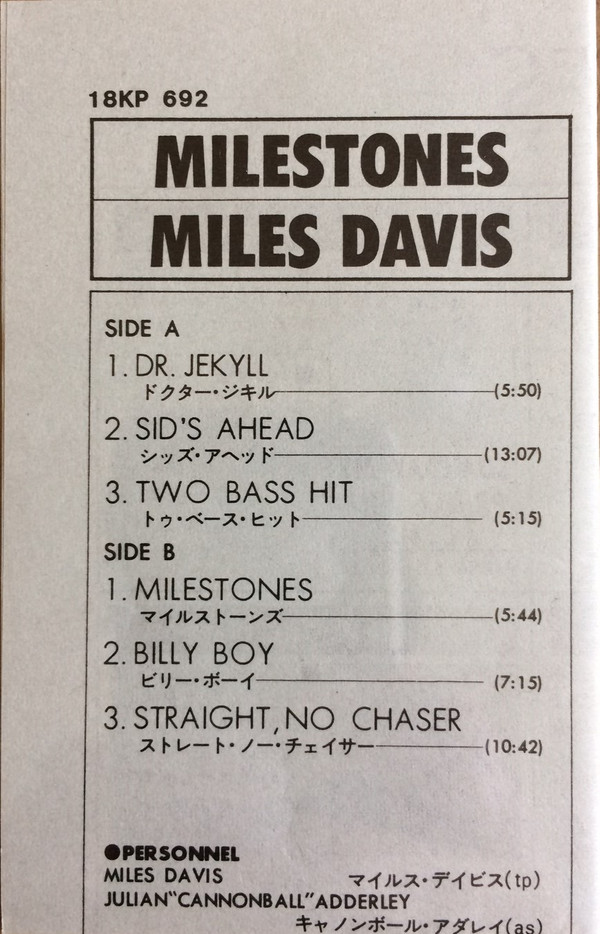 18KP 692
MILESTONES
MILES DAVIS
SIDE A
1. DR. JEKYLL
ドクター・ジキル (5:50)
2. SID'S AHEAD
シッズ・アヘッド (13:07)
3. TWO BASS HIT
トゥ・ベース・ヒット (5:15)
SIDE B
1. MILESTONES
マイルストーンズ (5:44)
2. BILLY BOY
ビリー・ボーイ (7:15)
3. STRAIGHT, NO CHASER
ストレート・ノー・チェイサー (10:42)
●PERSONNEL
MILES DAVIS マイルス・デイビス(tp)
JULIAN"CANNONBALL"ADDERLEY
キャノンボール・アダレイ(as)